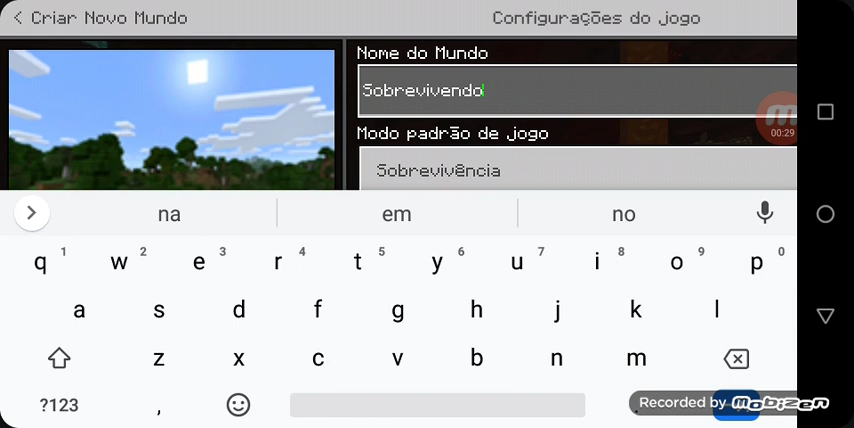 < Criar Novo Mundo
Configurações do jogo
Nome do Mundo
Sobrevivendo
00:29
Modo padrão de jogo
Sobrevivência
na em no
q 1 w 2 e 3 r 4 t 5 y 6 u 7 i 8 o 9 p 0
a s d f g h j k l
z x c v b n m
?123 , .
Recorded by Mobizen